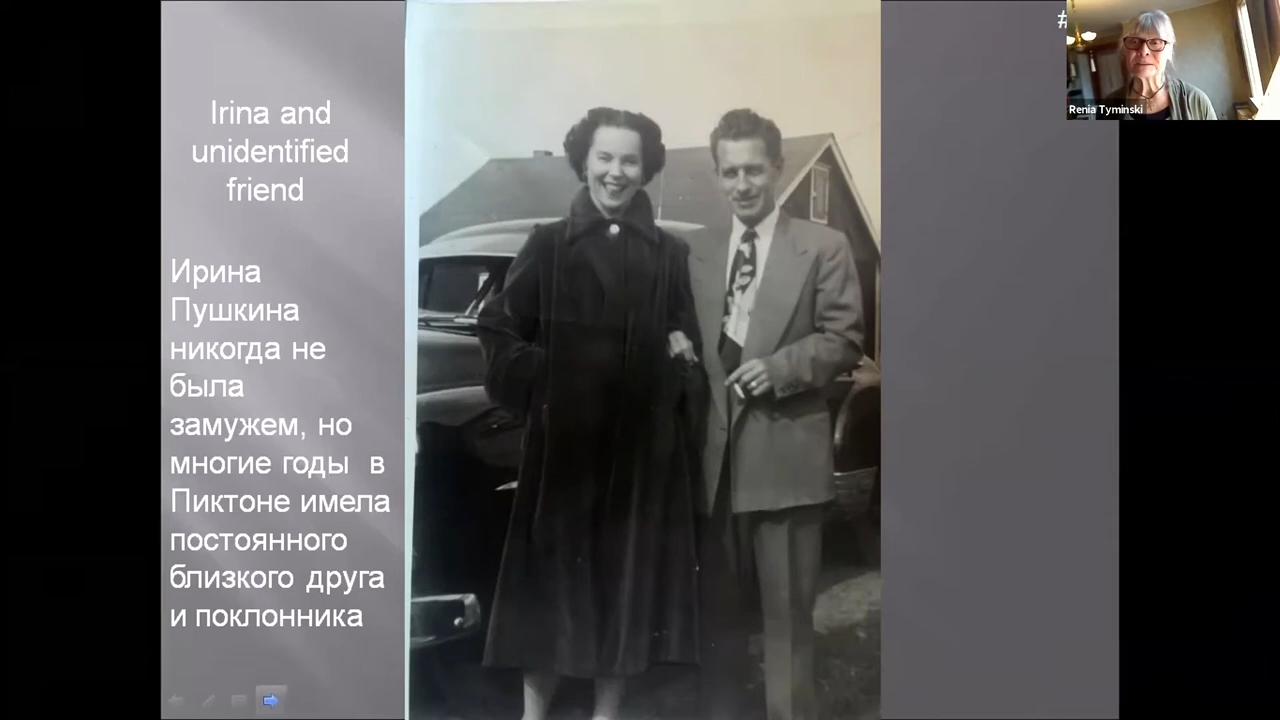 Irina and
unidentified
friend
Ирина
Пушкина
никогда не
была
замужем, но
многие годы в
Пиктоне имела
постоянного
близкого друга
и поклонника
#
Renia Tyminski